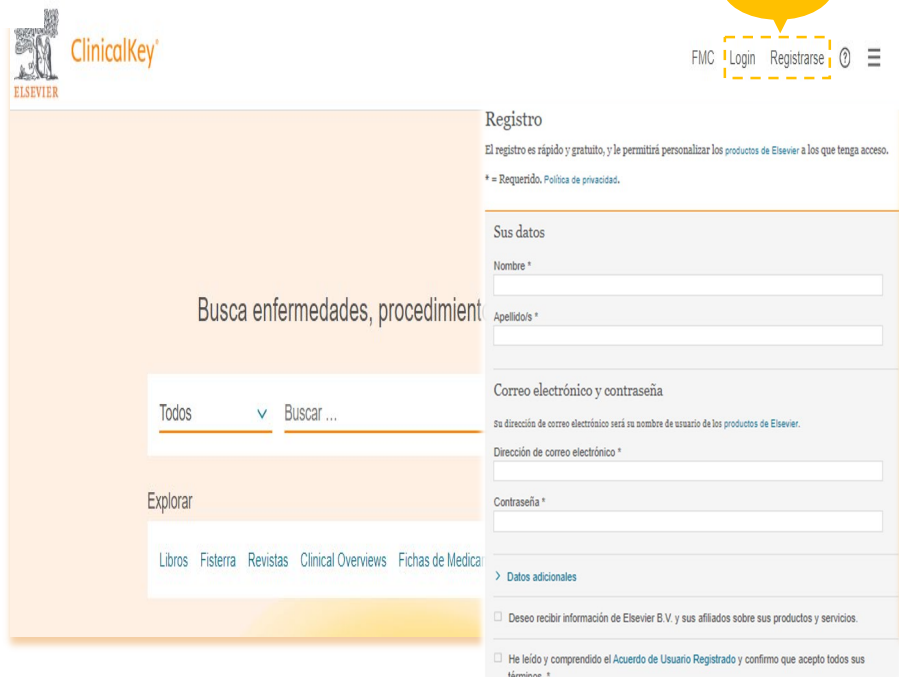 ELSEVIER
ClinicalKey®
FMC Login Registrarse ?
Busca enfermedades, procedimient
Todos Buscar ...
Explorar
Libros Fisterra Revistas Clinical Overviews Fichas de Medica
Registro
El registro es rápido y gratuito, y le permitirá personalizar los productos de Elsevier a los que tenga acceso.
* = Requerido. Política de privacidad.
Sus datos
Nombre *
Apellido/s *
Correo electrónico y contraseña
Su dirección de correo electrónico será su nombre de usuario de los productos de Elsevier.
Dirección de correo electrónico *
Contraseña *
Datos adicionales
Deseo recibir información de Elsevier B.V. y sus afiliados sobre sus productos y servicios.
He leído y comprendido el Acuerdo de Usuario Registrado y confirmo que acepto todos sus
términos. *